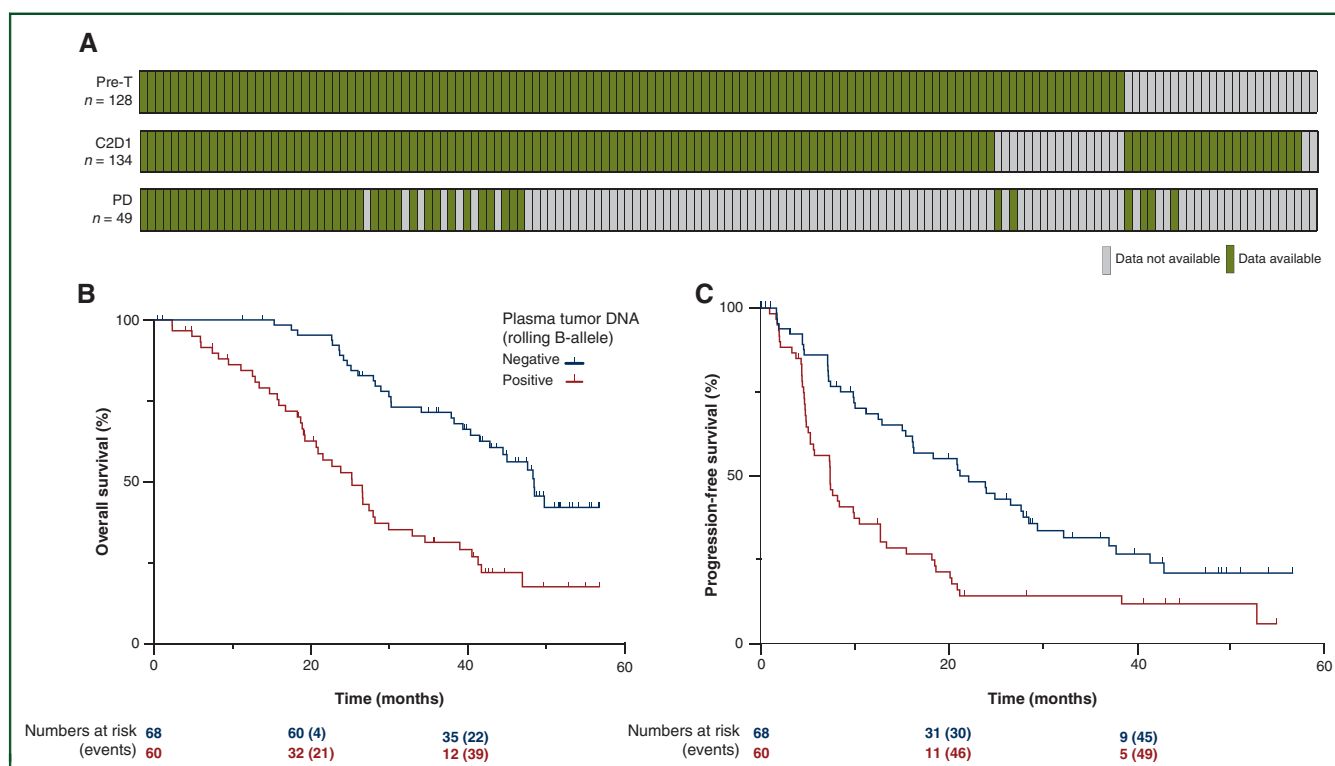 A
Pre-T
n = 128
C2D1
n = 134
PD
n = 49
Data not available Data available
B
Overall survival (%)
100
50
0
Plasma tumor DNA
(rolling B-allele)
Negative
Positive
0 20 40 60
Time (months)
Numbers at risk 68 60 (4) 35 (22)
(events) 60 32 (21) 12 (39)
C
Progression-free survival (%)
100
50
0
0 20 40 60
Time (months)
Numbers at risk 68 31 (30) 9 (45)
(events) 60 11 (46) 5 (49)